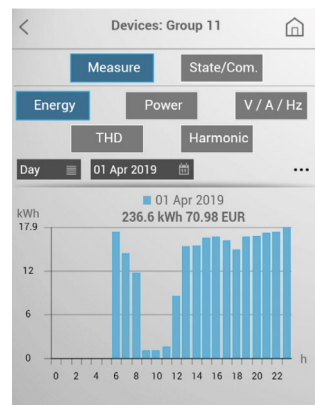 Devices: Group 11
Measure State/Com.
Energy Power V / A / Hz
THD Harmonic
Day 01 Apr 2019 ...
01 Apr 2019
kWh 236.6 kWh 70.98 EUR
17.9
12
6
0 h
0 2 4 6 8 10 12 14 16 18 20 22